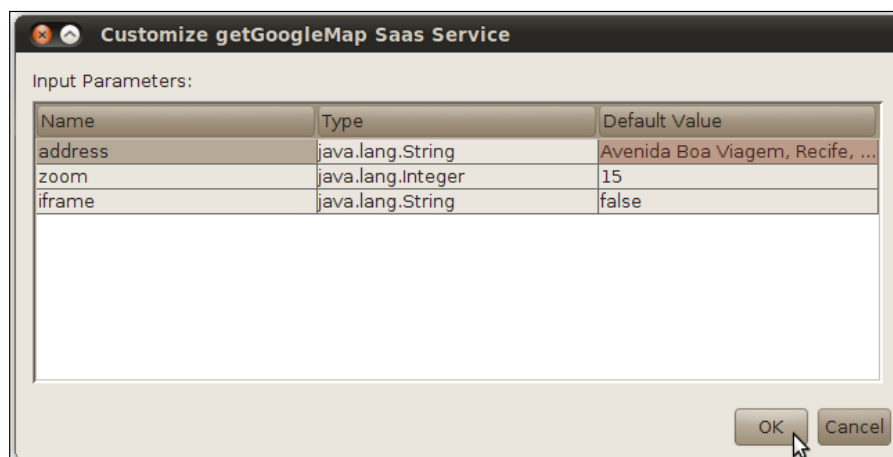 Customize getGoogleMap Saas Service
Input Parameters:
Name Type Default Value
address java.lang.String Avenida Boa Viagem, Recife, ...
zoom java.lang.Integer 15
iframe java.lang.String false
OK Cancel